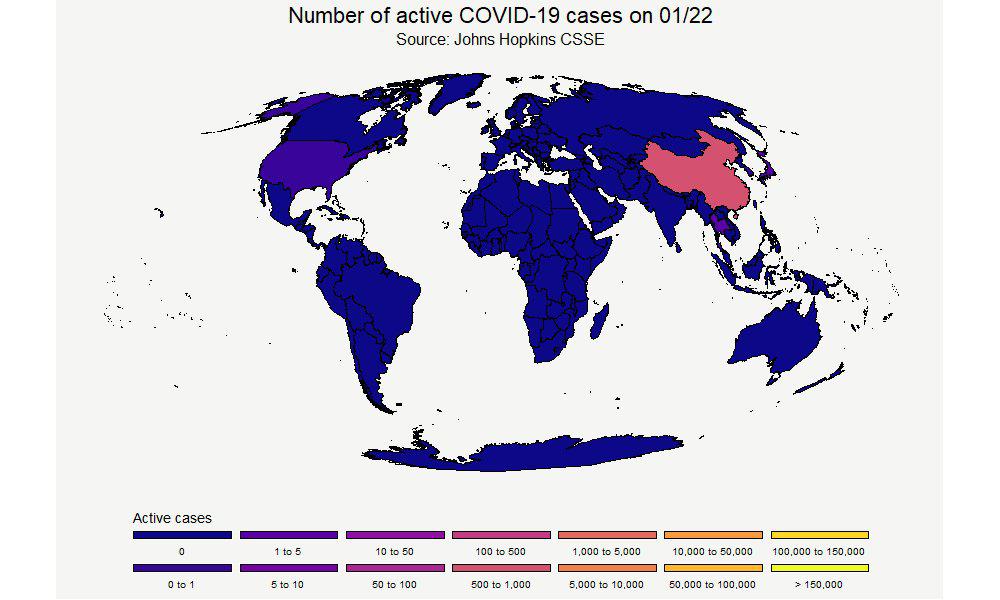 Number of active COVID-19 cases on 01/22
Source: Johns Hopkins CSSE
Active cases
0 1 to 5 10 to 50 100 to 500 1,000 to 5,000 10,000 to 50,000 100,000 to 150,000
0 to 1 5 to 10 50 to 100 500 to 1,000 5,000 to 10,000 50,000 to 100,000 > 150,000